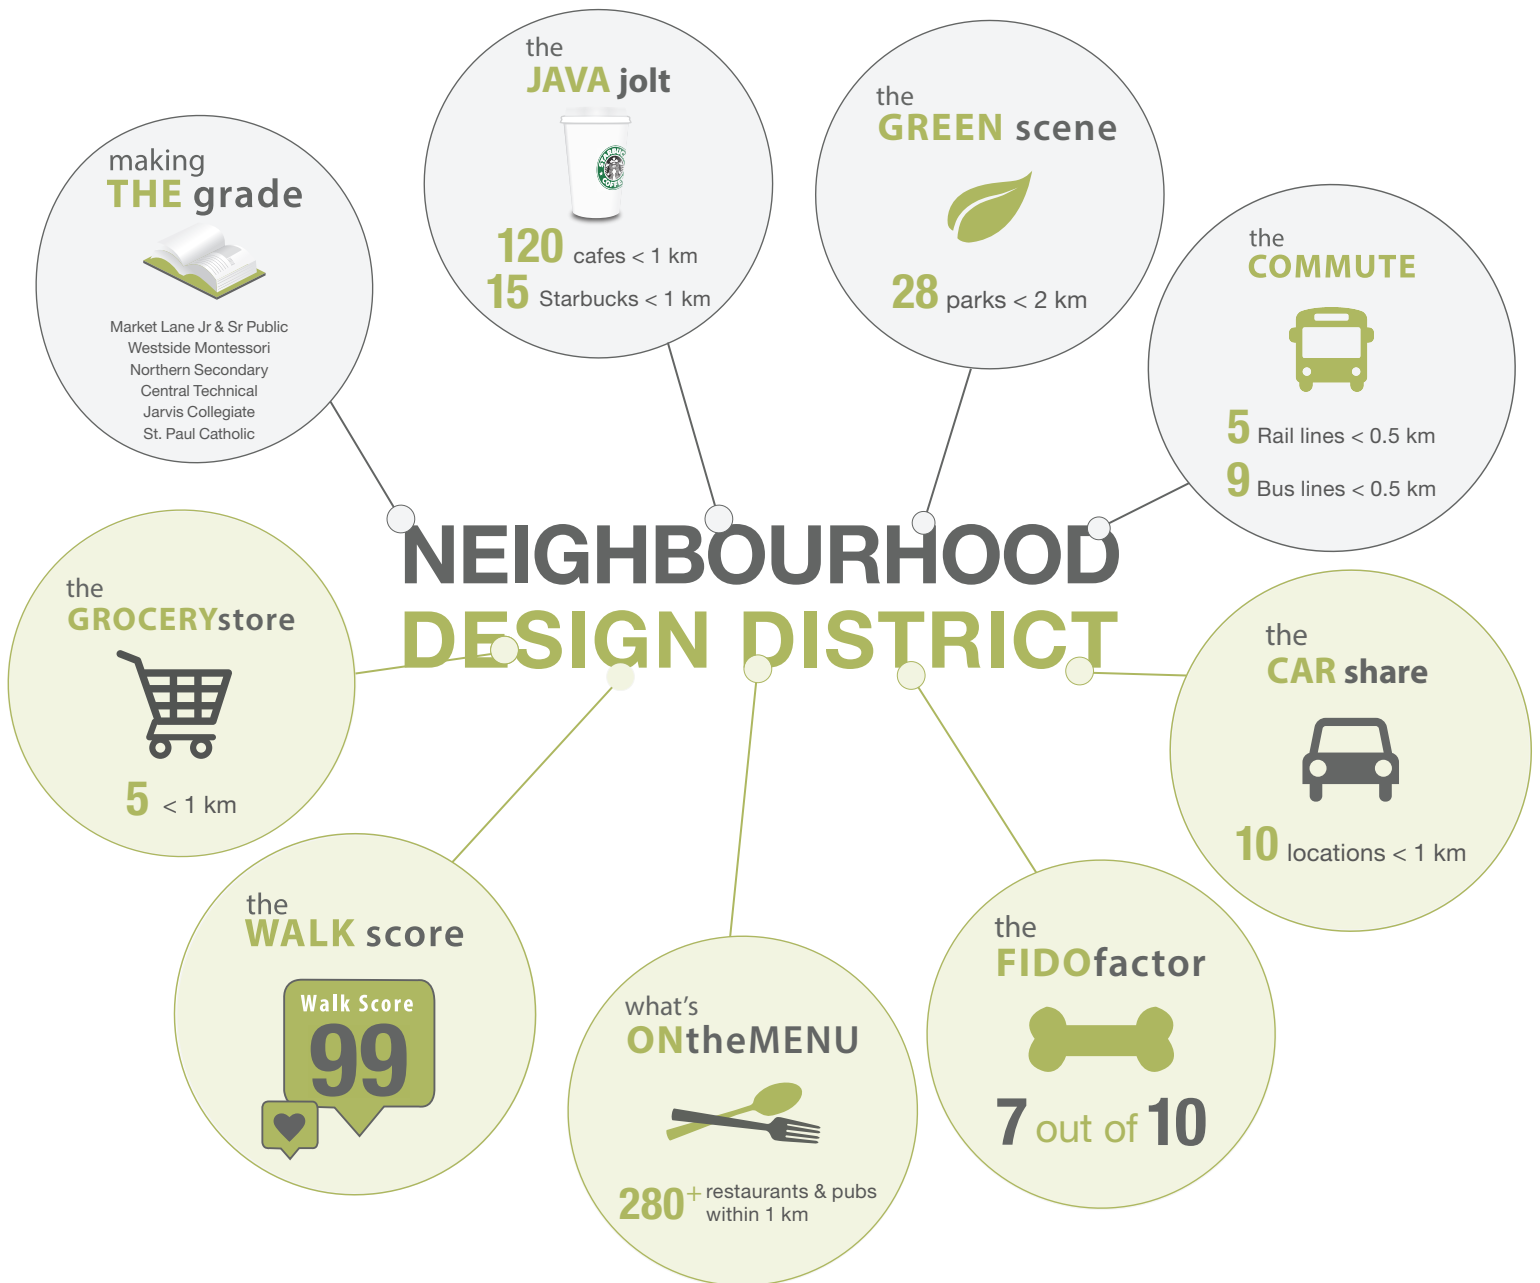 making
THE grade
Market Lane Jr & Sr Public
Westside Montessori
Northern Secondary
Central Technical
Jarvis Collegiate
St. Paul Catholic
the
JAVA jolt
STARBUCKS
COFFEE
120 cafes < 1 km
15 Starbucks < 1 km
the
GREEN scene
28 parks < 2 km
the
COMMUTE
5 Rail lines < 0.5 km
9 Bus lines < 0.5 km
NEIGHBOURHOOD
DESIGN DISTRICT
the
GROCERYstore
5 < 1 km
the
WALK score
Walk Score
99
what's
ONtheMENU
280+ restaurants & pubs
within 1 km
the
FIDOfactor
7 out of 10
the
CAR share
10 locations < 1 km